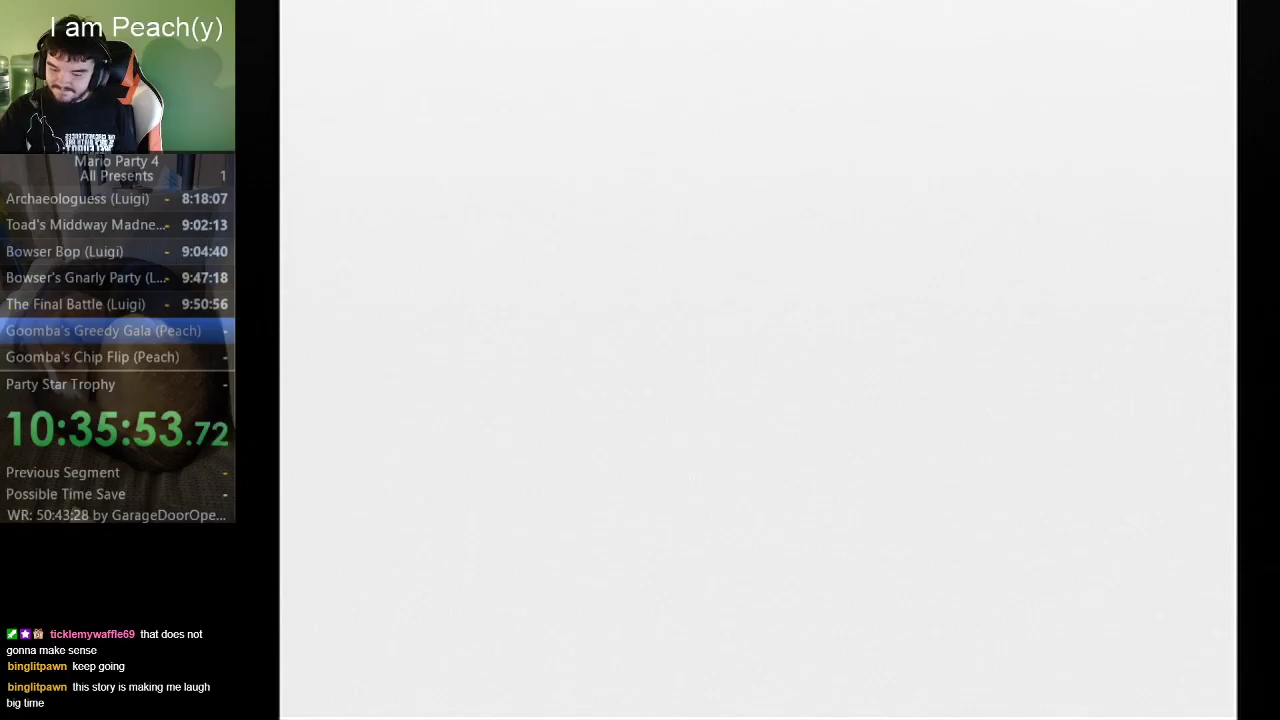 I am Peach(y)
Mario Party 4
All Presents 1
Archaeologuess (Luigi) - 8:18:07
Toad's Middway Madne... - 9:02:13
Bowser Bop (Luigi) - 9:04:40
Bowser's Gnarly Party (L... - 9:47:18
The Final Battle (Luigi) - 9:50:56
Goomba's Greedy Gala (Peach) -
Goomba's Chip Flip (Peach) -
Party Star Trophy -
10:35:53.72
Previous Segment -
Possible Time Save -
WR: 50:43:28 by GarageDoorOpe...
ticklemywaffle69 that does not
gonna make sense
binglitpawn keep going
binglitpawn this story is making me laugh
big time